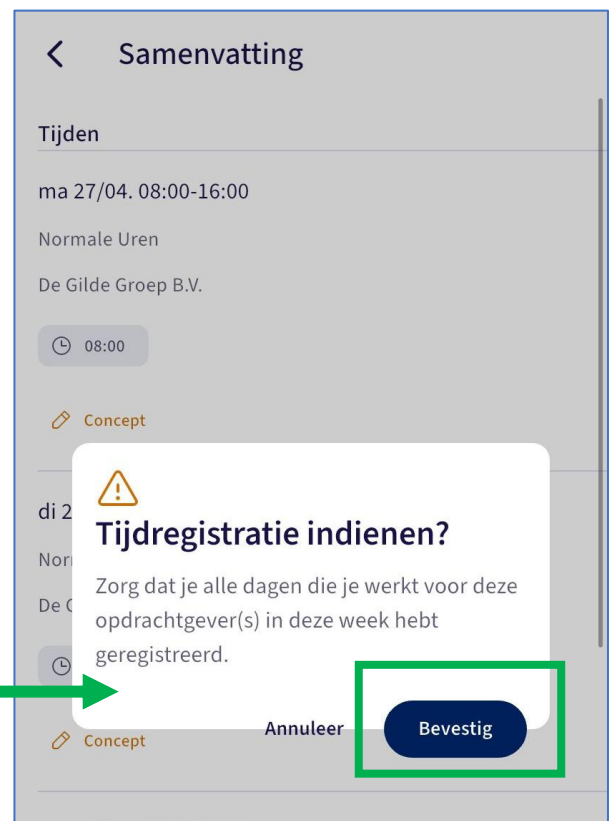 Samenvatting
Tijden
ma 27/04. 08:00-16:00
Normale Uren
De Gilde Groep B.V.
08:00
Concept
di 2
Tijdregistratie indienen?
Zorg dat je alle dagen die je werkt voor deze
opdrachtgever(s) in deze week hebt
geregistreerd.
Annuleer Bevestig
Concept